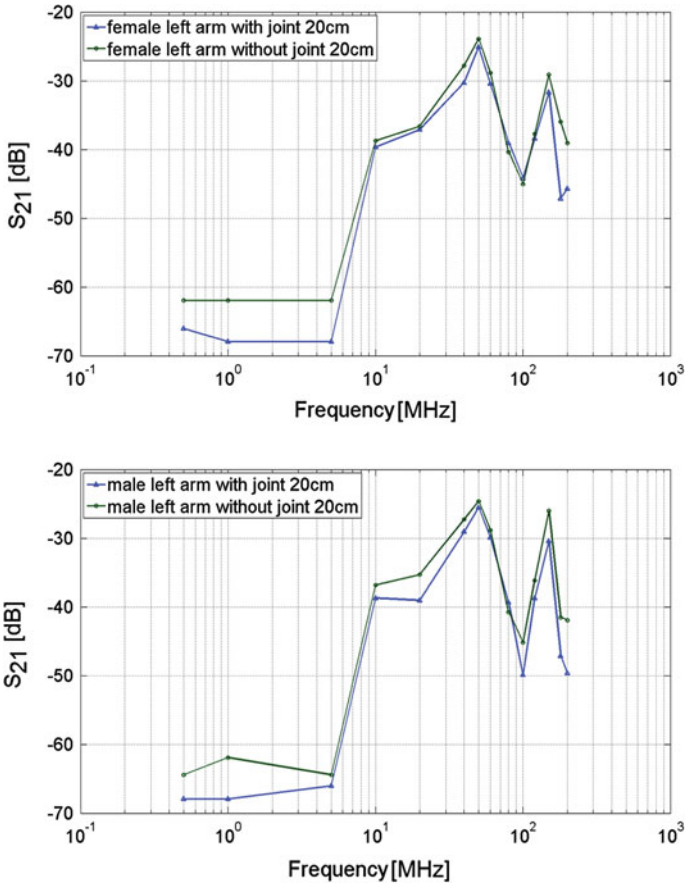 -20
female left arm with joint 20cm
female left arm without joint 20cm
-30
-40
-50
-60
-70
S21 [dB]
10-1
100
101
102
103
Frequency[MHz]
-20
male left arm with joint 20cm
male left arm without joint 20cm
-30
-40
-50
-60
-70
S21 [dB]
10-1
100
101
102
103
Frequency[MHz]